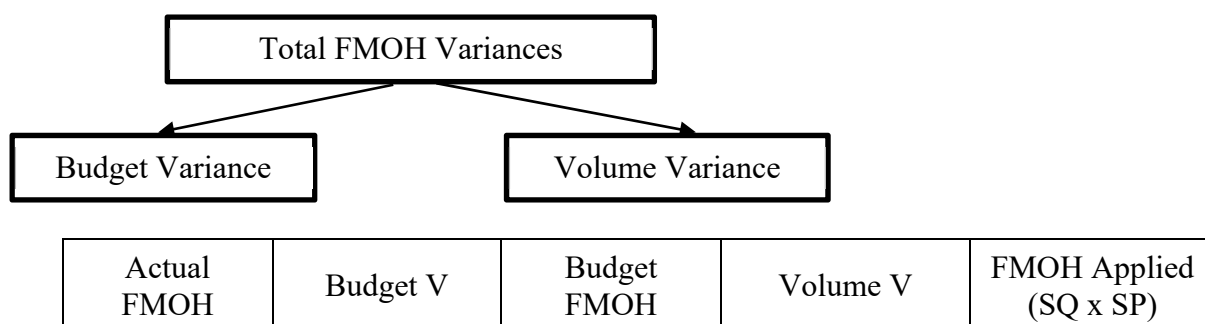 Total FMOH Variances
Budget Variance
Volume Variance
Actual
FMOH
Budget V
Budget
FMOH
Volume V
FMOH Applied
(SQ x SP)